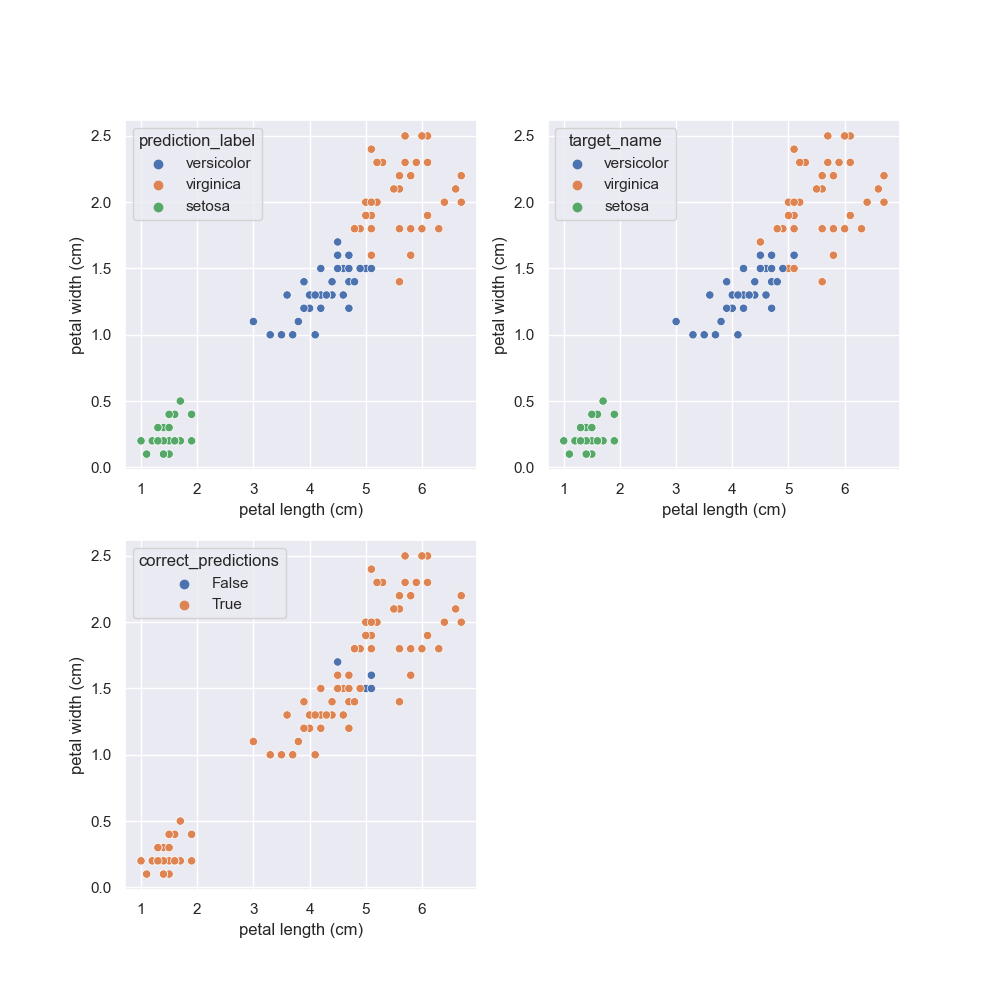 prediction_label
versicolor
virginica
setosa
2.5
2.0
1.5
1.0
0.5
0.0
petal width (cm)
1 2 3 4 5 6
petal length (cm)
target_name
versicolor
virginica
setosa
2.5
2.0
1.5
1.0
0.5
0.0
petal width (cm)
1 2 3 4 5 6
petal length (cm)
correct_predictions
False
True
2.5
2.0
1.5
1.0
0.5
0.0
petal width (cm)
1 2 3 4 5 6
petal length (cm)